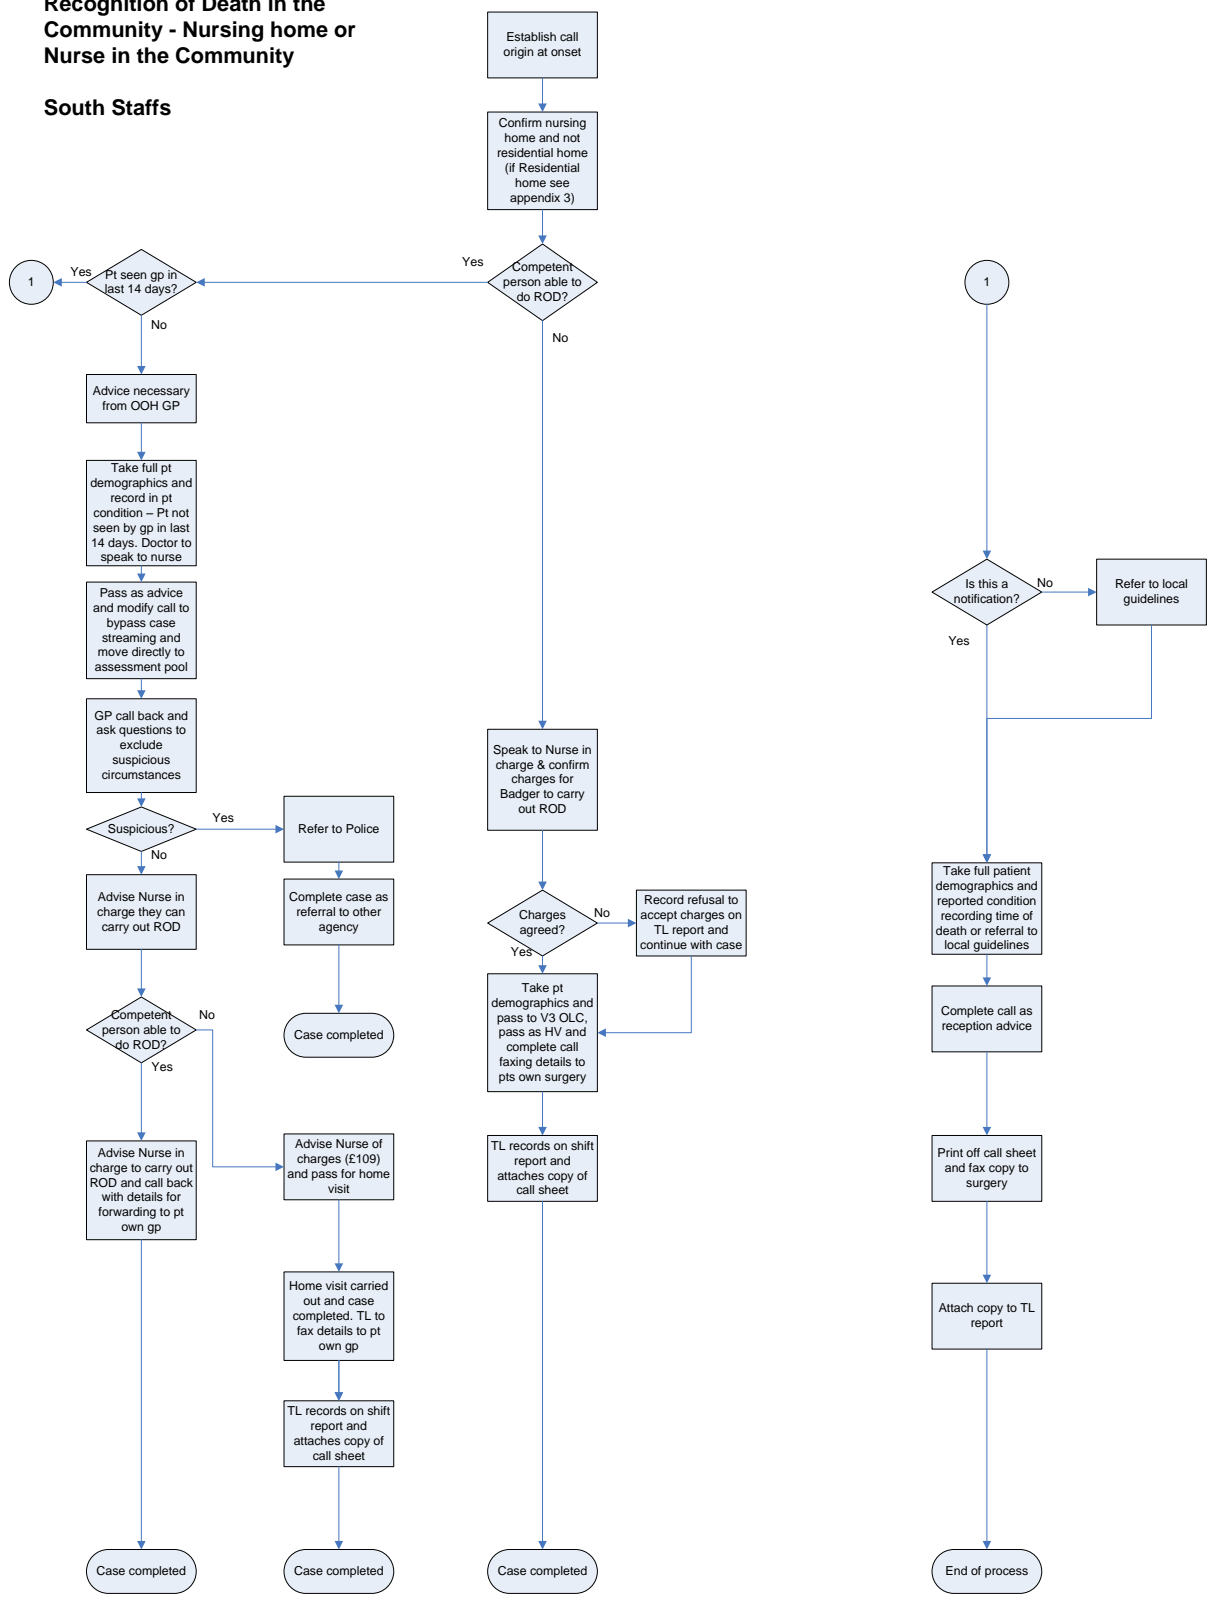 Recognition of Death in the
Community - Nursing home or
Nurse in the Community
South Staffs
Establish call
origin at onset
Confirm nursing
home and not
residential home
(if Residential
home see
appendix 3)
Competent
person able to
do ROD?
Yes
No
Pt seen gp in
last 14 days?
Yes
1
No
Advice necessary
from OOH GP
Take full pt
demographics and
record in pt
condition – Pt not
seen by gp in last
14 days. Doctor to
speak to nurse
Pass as advice
and modify call to
bypass case
streaming and
move directly to
assessment pool
GP call back and
ask questions to
exclude
suspicious
circumstances
Suspicious?
Yes
No
Refer to Police
Complete case as
referral to other
agency
Case completed
Advise Nurse in
charge they can
carry out ROD
Competent
person able to
do ROD?
No
Yes
Advise Nurse in
charge to carry out
ROD and call back
with details for
forwarding to pt
own gp
Case completed
Advise Nurse of
charges (£109)
and pass for home
visit
Home visit carried
out and case
completed. TL to
fax details to pt
own gp
TL records on shift
report and
attaches copy of
call sheet
Case completed
Speak to Nurse in
charge & confirm
charges for
Badger to carry
out ROD
Charges
agreed?
No
Yes
Record refusal to
accept charges on
TL report and
continue with case
Take pt
demographics and
pass to V3 OLC,
pass as HV and
complete call
faxing details to
pts own surgery
TL records on shift
report and
attaches copy of
call sheet
Case completed
1
Is this a
notification?
No
Yes
Refer to local
guidelines
Take full patient
demographics and
reported condition
recording time of
death or referral to
local guidelines
Complete call as
reception advice
Print off call sheet
and fax copy to
surgery
Attach copy to TL
report
End of process